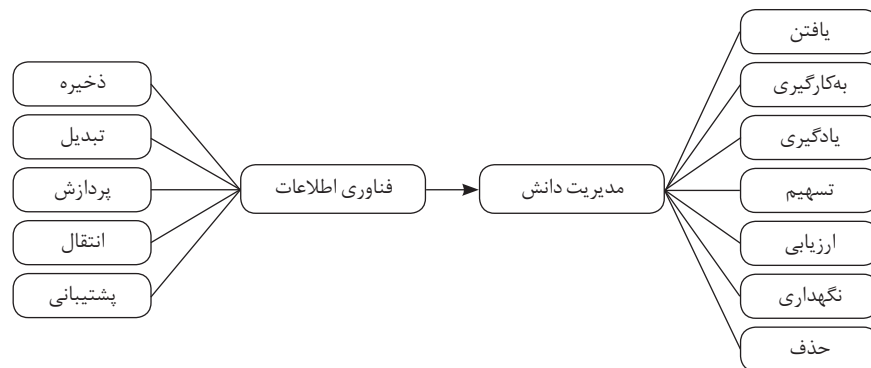 یافتن
به‌کارگیری
یادگیری
تسهیم
ارزیابی
نگهداری
حذف
مدیریت دانش
فناوری اطلاعات
ذخیره
تبدیل
پردازش
انتقال
پشتیبانی